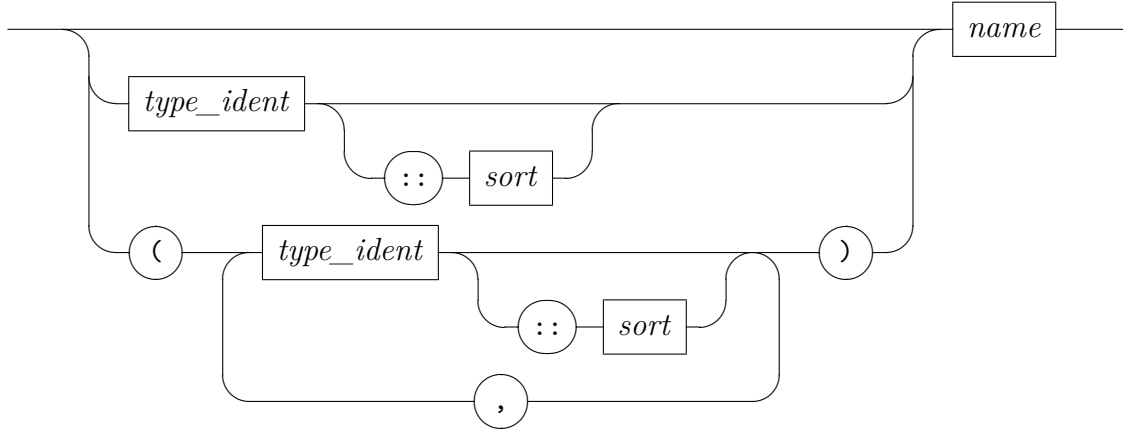 name
type_ident
:: sort
( type_ident )
:: sort
,